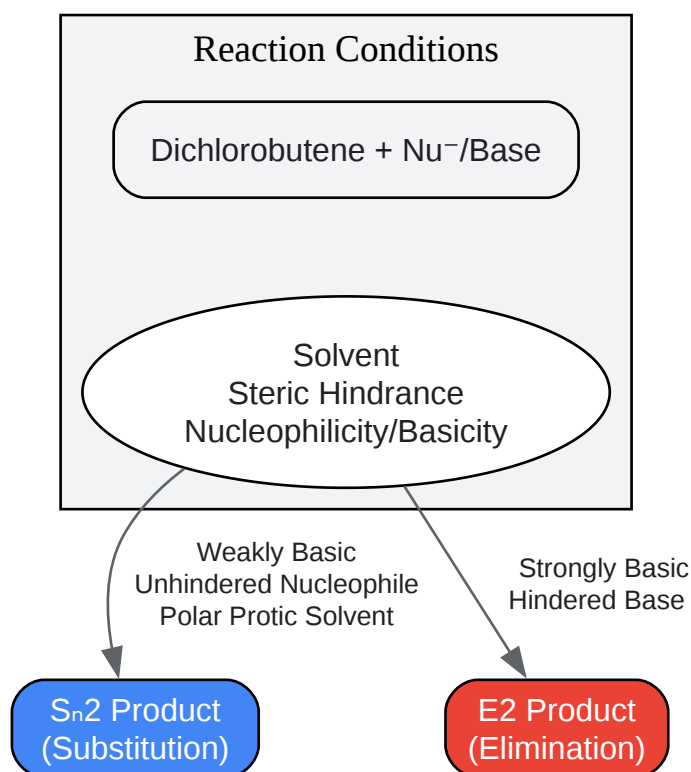 Reaction Conditions
Dichlorobutene + Nu⁻/Base
Solvent
Steric Hindrance
Nucleophilicity/Basicity
Weakly Basic
Unhindered Nucleophile
Polar Protic Solvent
Strongly Basic
Hindered Base
Sₙ2 Product
(Substitution)
E2 Product
(Elimination)